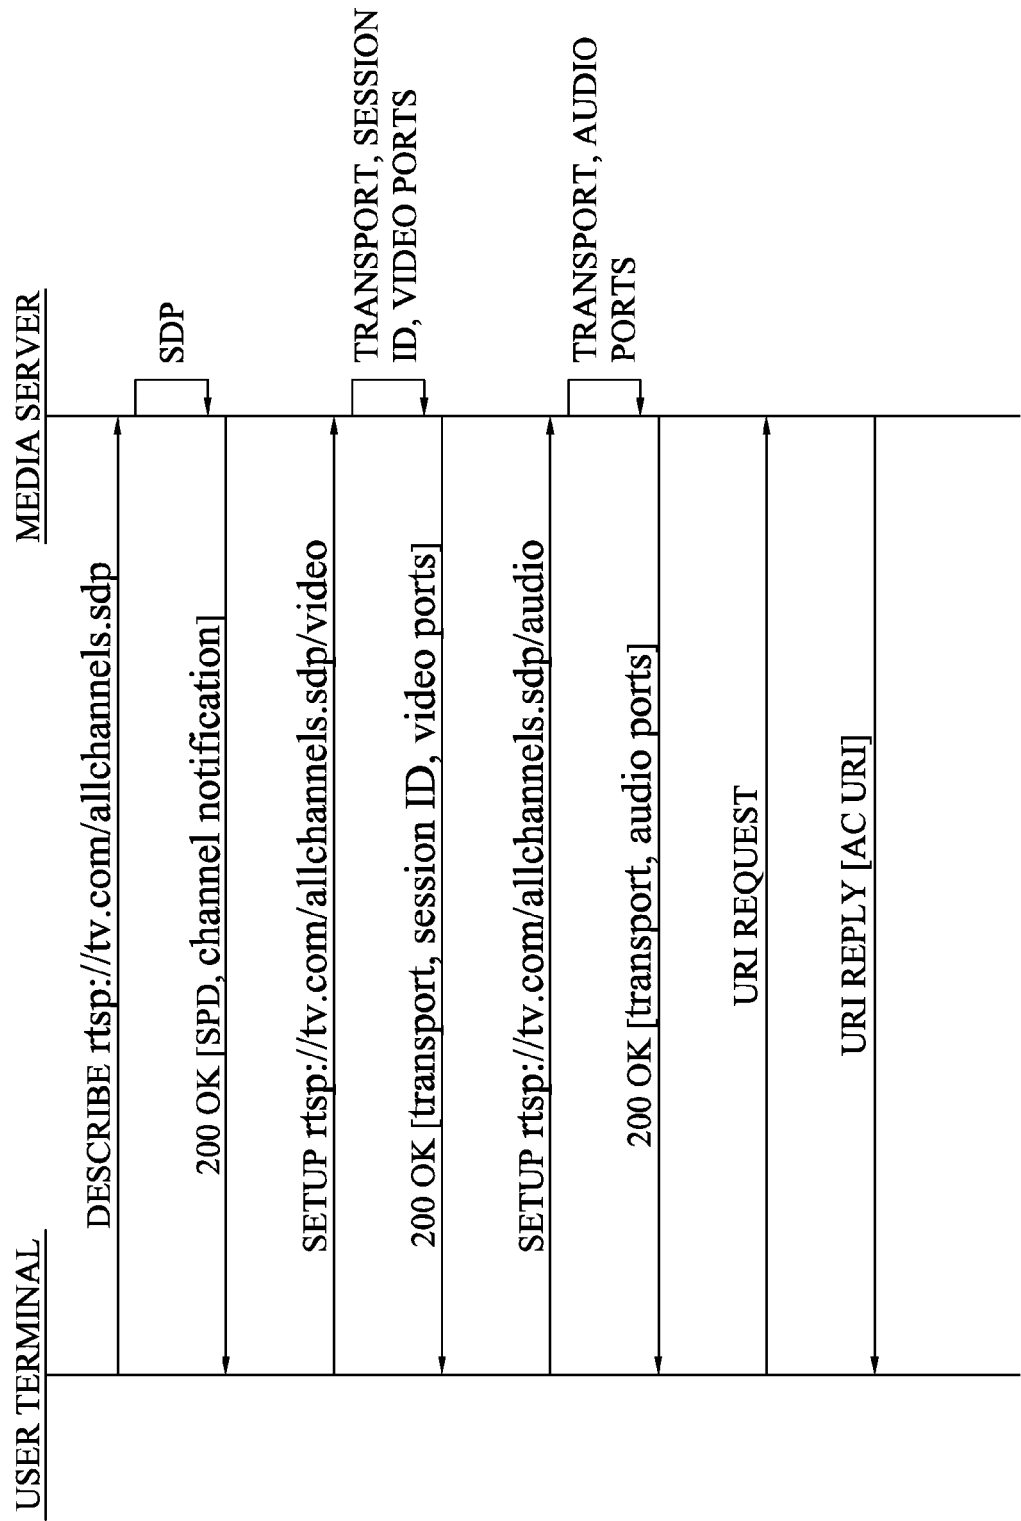 USER TERMINAL
MEDIA SERVER
DESCRIBE rtsp://tv.com/allchannels.sdp
SDP
200 OK [SPD, channel notification]
SETUP rtsp://tv.com/allchannels.sdp/video
TRANSPORT, SESSION
ID, VIDEO PORTS
200 OK [transport, session ID, video ports]
SETUP rtsp://tv.com/allchannels.sdp/audio
TRANSPORT, AUDIO
PORTS
200 OK [transport, audio ports]
URI REQUEST
URI REPLY [AC URI]